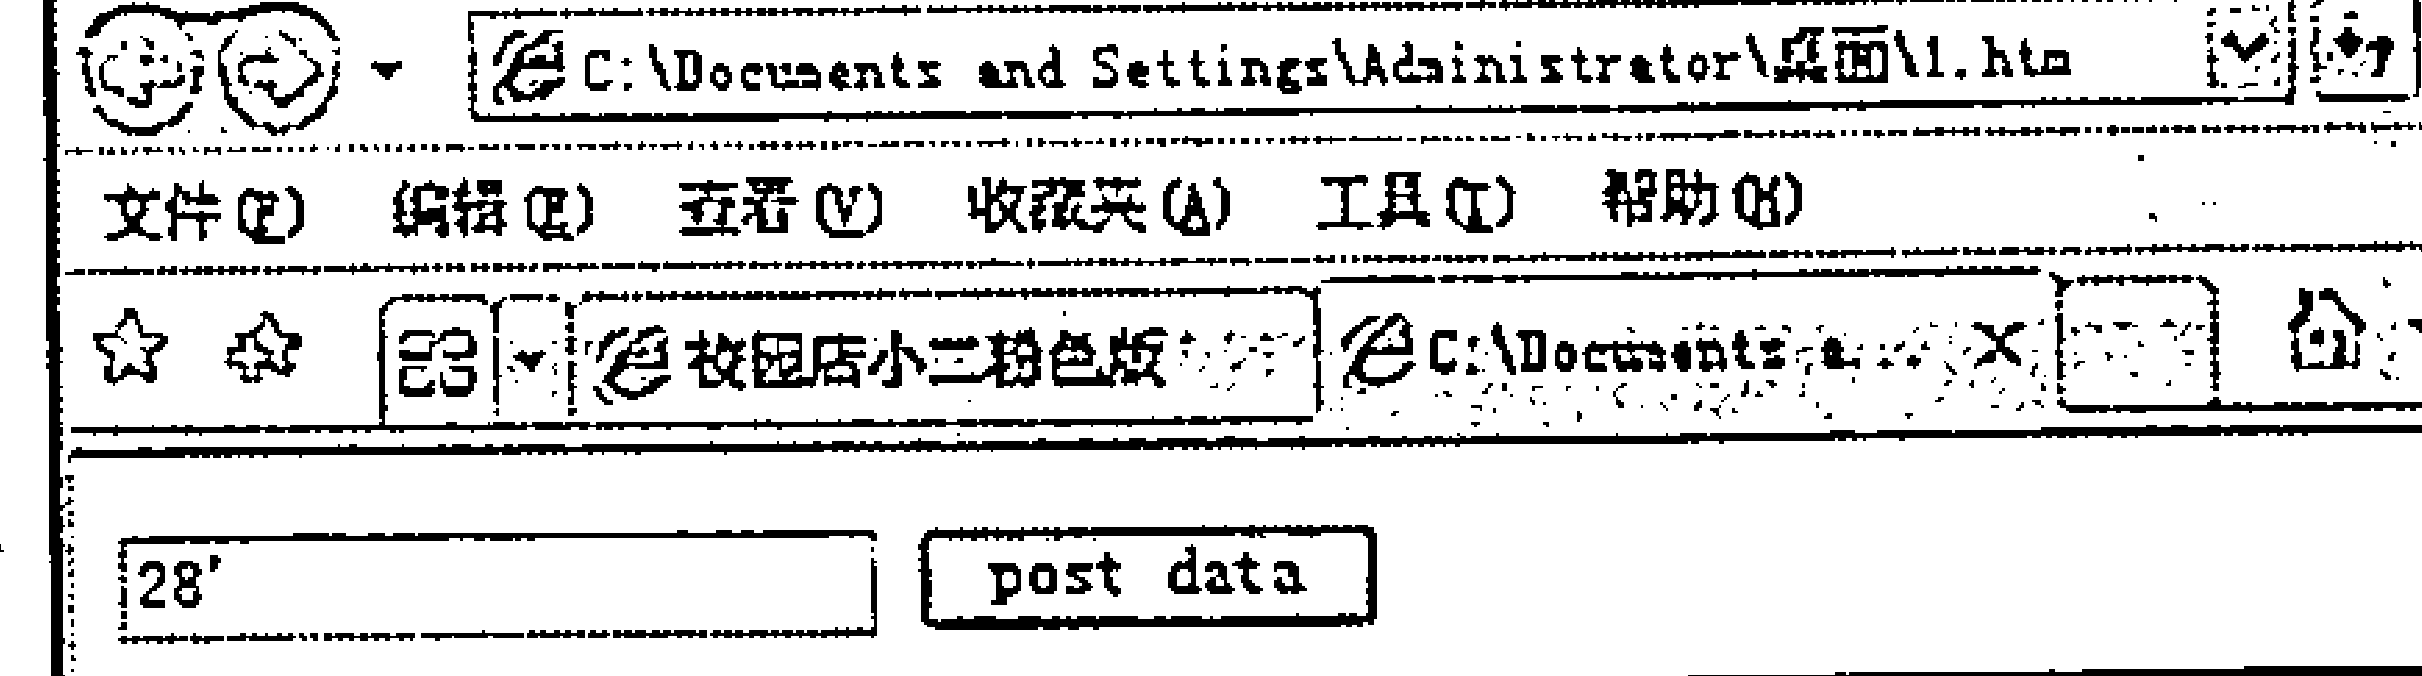 C:\Documents and Settings\Administrator\桌面\1.htm
文件(F) 编辑(E) 查看(V) 收藏夹(A) 工具(T) 帮助(H)
校园店小二粉色版 C:\Documents a...
28' post data